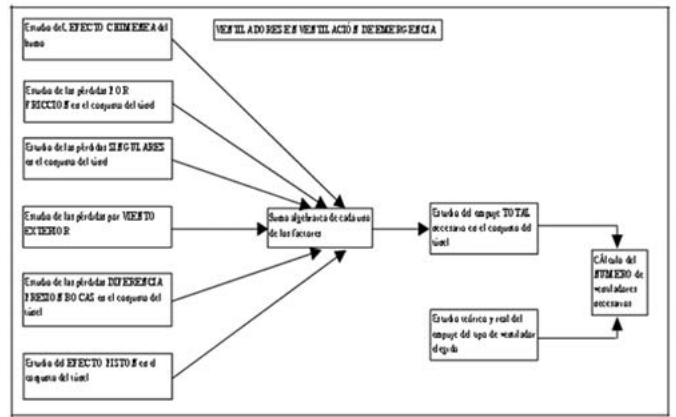 Estudio del EFECTO CHIMENEA del
humo
VENTILADORES EN VENTILACIÓN DE EMERGENCIA
Estudio de las pérdidas POR
FRICCION en el conjunto del túnel
Estudio de las pérdidas SINGULARES
en el conjunto del túnel
Estudio de las pérdidas por VIENTO
EXTERIOR
Suma algebraica de cada uno
de los factores
Estudio del empuje TOTAL
necesario en el conjunto del
túnel
Estudio de las pérdidas DIFERENCIA
PRESION BOCAS en el conjunto del
túnel
CÁlculo del
NUMERO de
ventiladores
necesarios
Estudio teórico y real del
empuje del tipo de ventilador
elegido
Estudio del EFECTO PISTON en el
conjunto del túnel